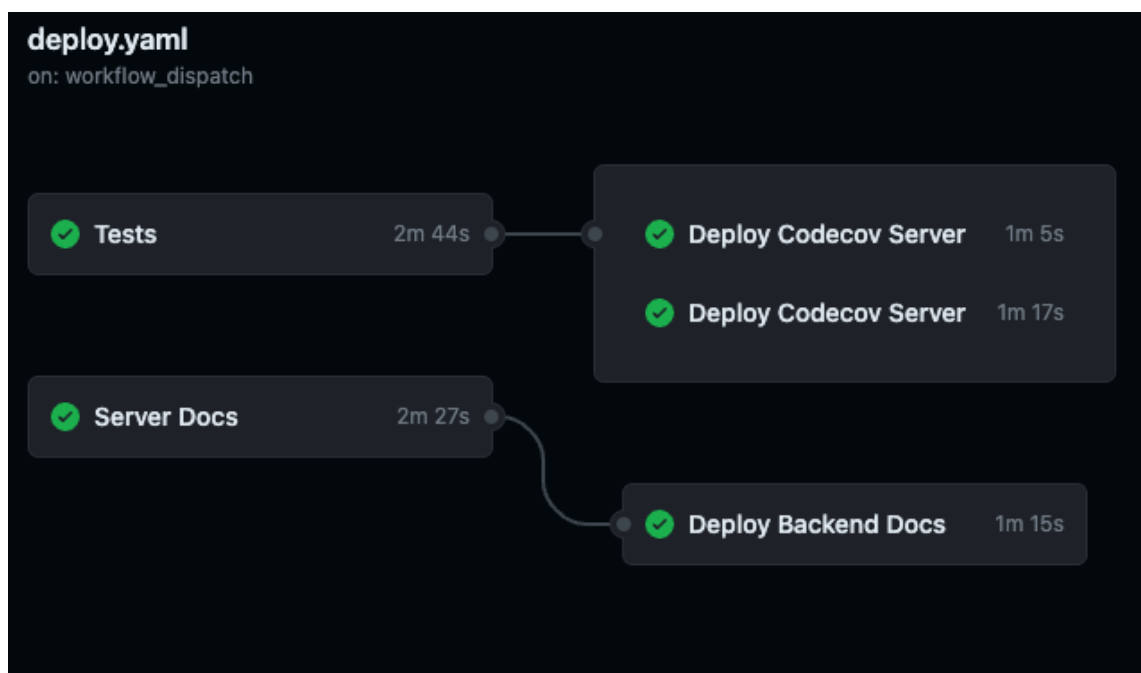 deploy.yaml
on: workflow_dispatch
Tests 2m 44s
Deploy Codecov Server 1m 5s
Deploy Codecov Server 1m 17s
Server Docs 2m 27s
Deploy Backend Docs 1m 15s